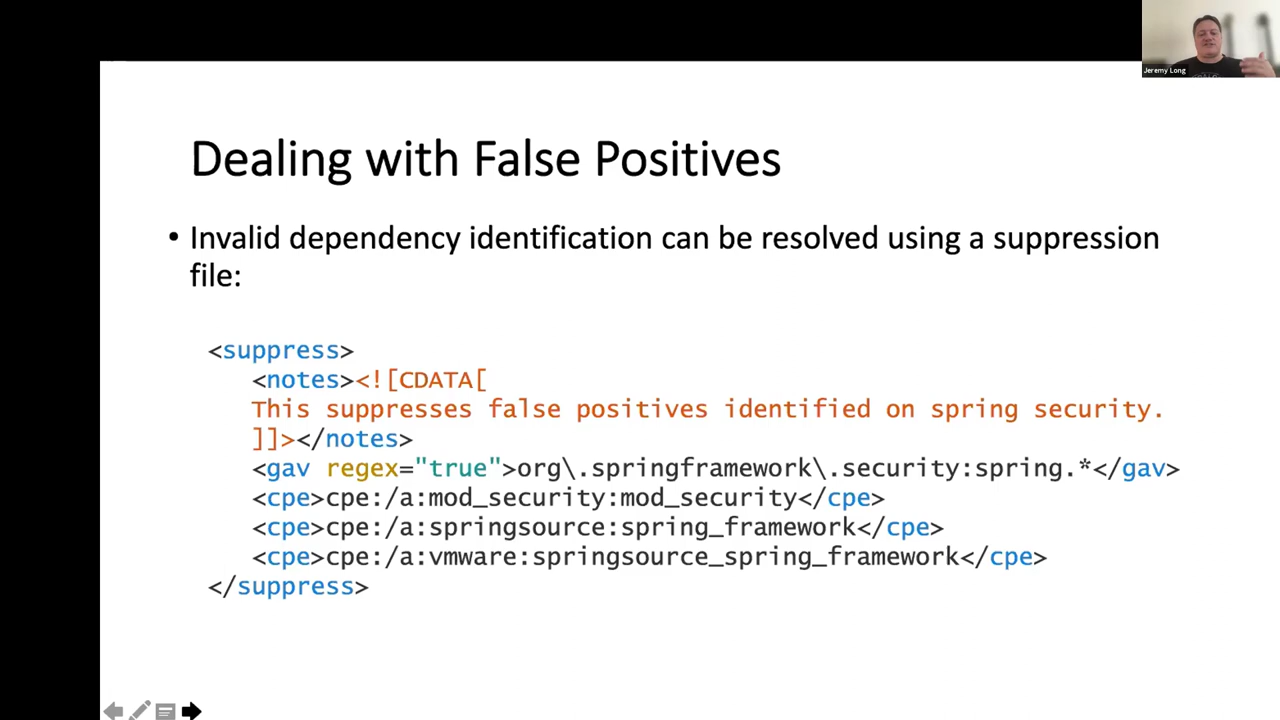 Jeremy Long
Dealing with False Positives
• Invalid dependency identification can be resolved using a suppression
file:
<suppress>
<notes><![CDATA[
This suppresses false positives identified on spring security.
]]></notes>
<gav regex="true">org\.springframework\.security:spring.*</gav>
<cpe>cpe:/a:mod_security:mod_security</cpe>
<cpe>cpe:/a:springsource:spring_framework</cpe>
<cpe>cpe:/a:vmware:springsource_spring_framework</cpe>
</suppress>